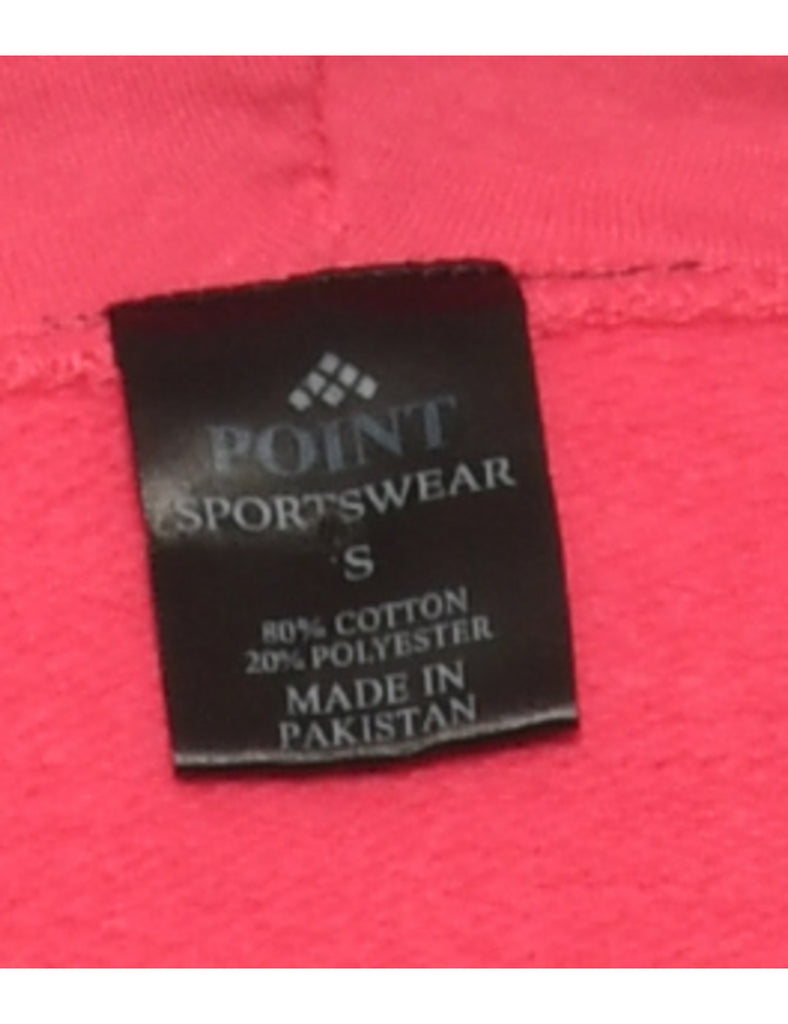 POINT
SPORTSWEAR
S
80% COTTON
20% POLYESTER
MADE IN
PAKISTAN